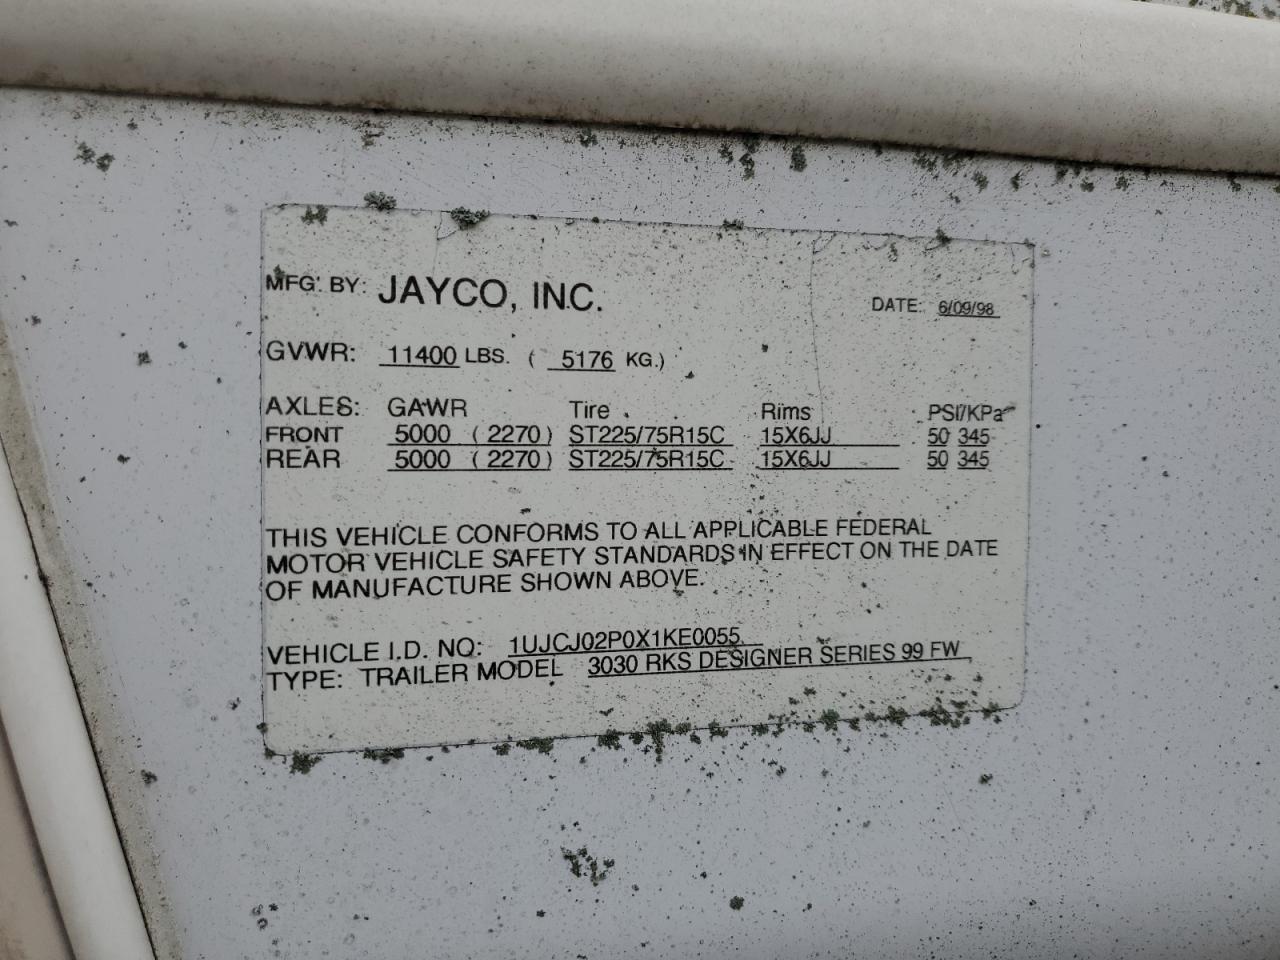 MFG. BY: JAYCO, INC. DATE: 6/09/98
GVWR: 11400 LBS. ( 5176 KG.)
AXLES: GAWR Tire Rims PSI/KPa
FRONT 5000 (2270) ST225/75R15C 15X6JJ 50 345
REAR 5000 (2270) ST225/75R15C 15X6JJ 50 345
THIS VEHICLE CONFORMS TO ALL APPLICABLE FEDERAL
MOTOR VEHICLE SAFETY STANDARDS IN EFFECT ON THE DATE
OF MANUFACTURE SHOWN ABOVE.
VEHICLE I.D. NO: 1UJCJ02P0X1KE0055
TYPE: TRAILER MODEL 3030 RKS DESIGNER SERIES 99 FW